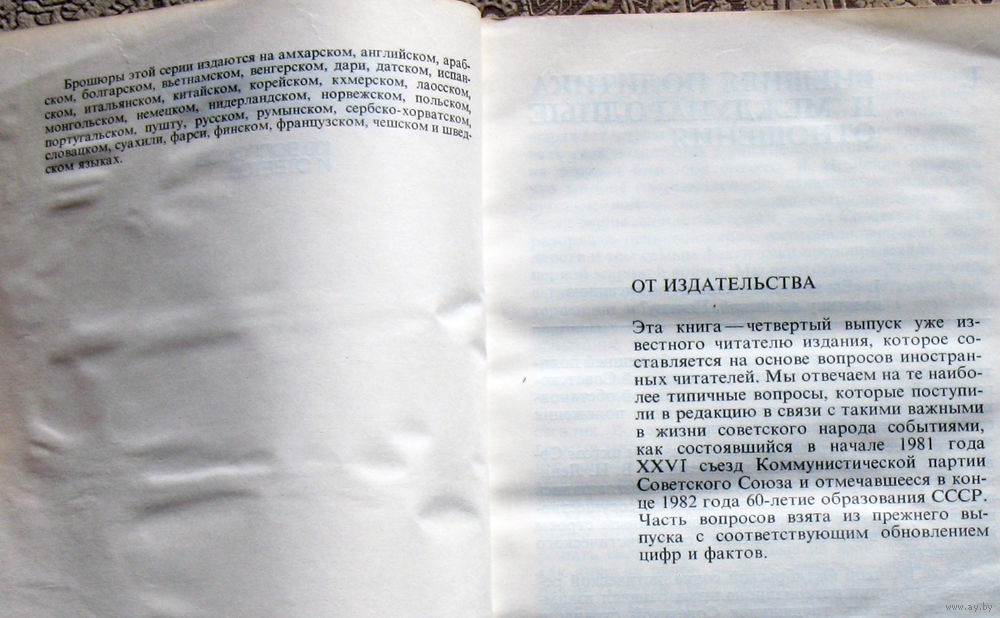 Брошюры этой серии издаются на амхарском, английском, араб-
ском, болгарском, вьетнамском, венгерском, дари, датском, испан-
ском, итальянском, китайском, корейском, кхмерском, лаосском,
монгольском, немецком, нидерландском, норвежском, польском,
португальском, пушту, русском, румынском, сербско-хорватском,
словацком, суахили, фарси, финском, французском, чешском и швед-
ском языках.
ОТ ИЗДАТЕЛЬСТВА
Эта книга — четвертый выпуск уже из-
вестного читателю издания, которое со-
ставляется на основе вопросов иностран-
ных читателей. Мы отвечаем на те наибо-
лее типичные вопросы, которые поступи-
ли в редакцию в связи с такими важными
в жизни советского народа событиями,
как состоявшийся в начале 1981 года
XXVI съезд Коммунистической партии
Советского Союза и отмечавшееся в кон-
це 1982 года 60-летие образования СССР.
Часть вопросов взята из прежнего вы-
пуска с соответствующим обновлением
цифр и фактов.
www.ay.by